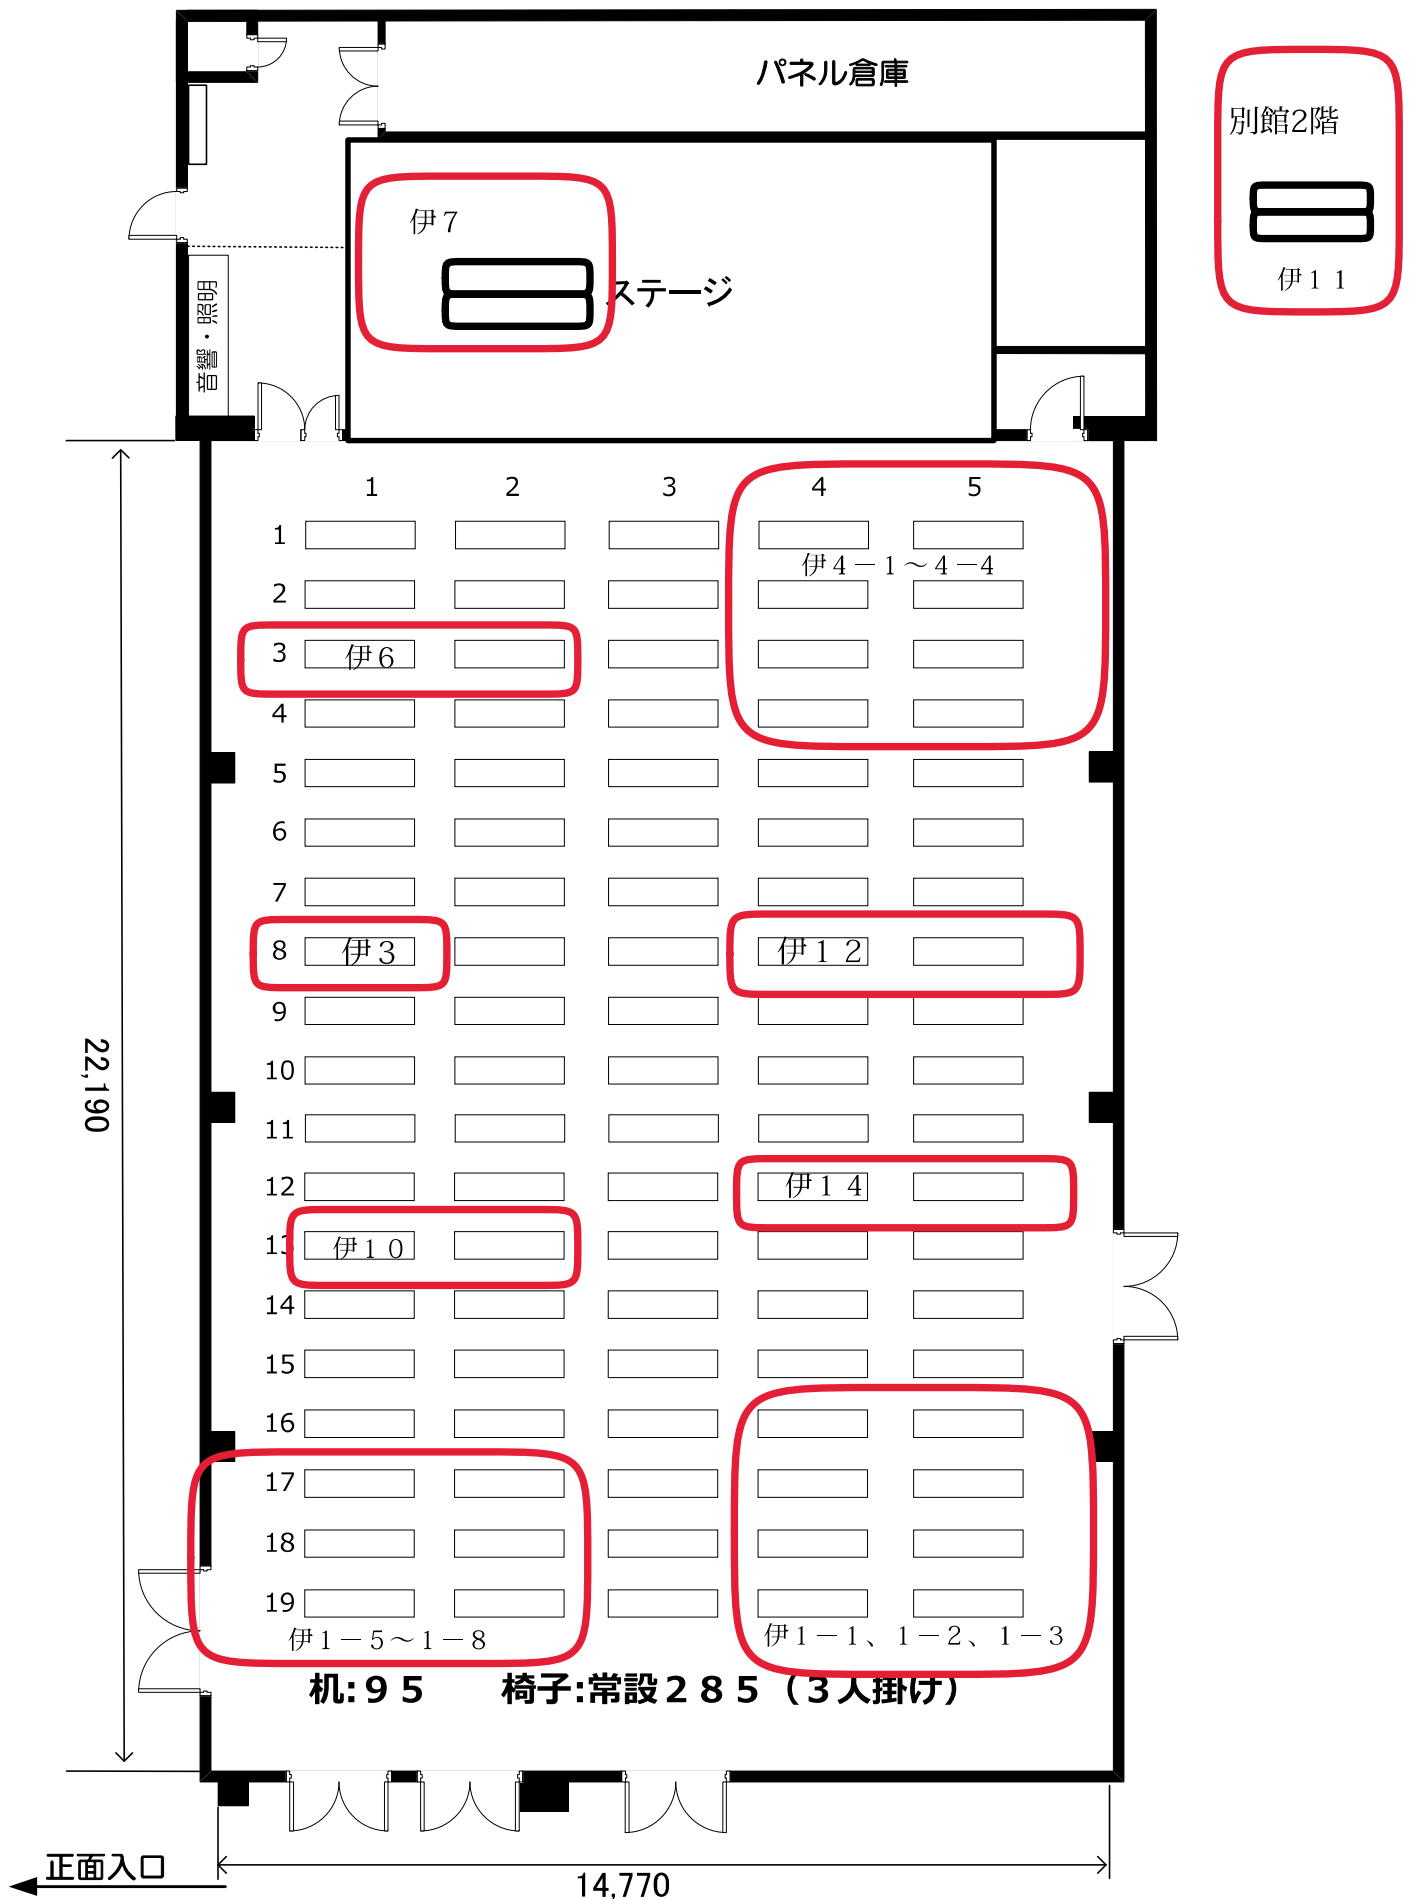 パネル倉庫
別館2階
伊７
ステージ
伊１１
音響・照明
1 2 3 4 5
1
伊４－１～４－４
2
3 伊６
4
5
6
7
8 伊３ 伊１２
9
10
11
12 伊１４
13 伊１０
14
15
16
17
18
19
伊１－５～１－８ 伊１－１、１－２、１－３
机:９５ 椅子:常設２８５（３人掛け）
22,190
正面入口
14,770